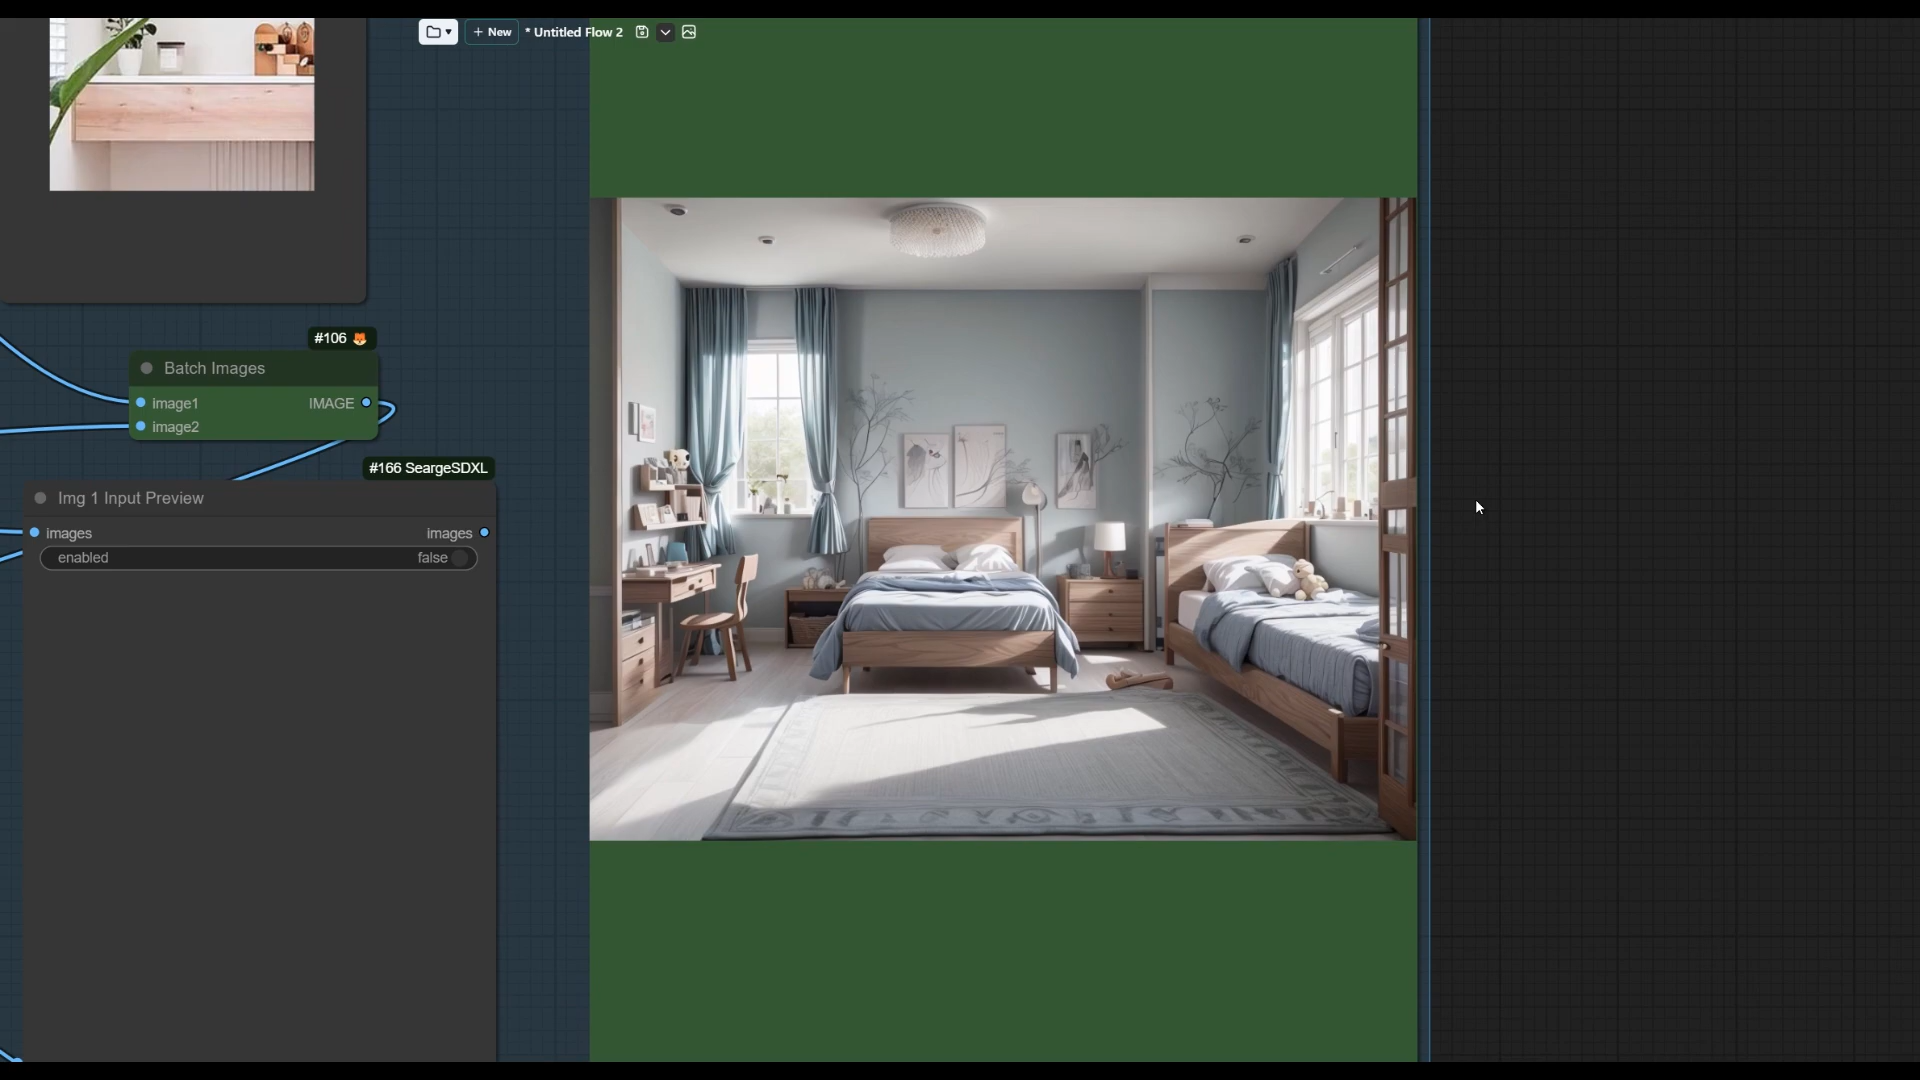 New
* Untitled Flow 2
#106
Batch Images
image1 IMAGE
image2
#166 SeargeSDXL
Img 1 Input Preview
images images
enabled false